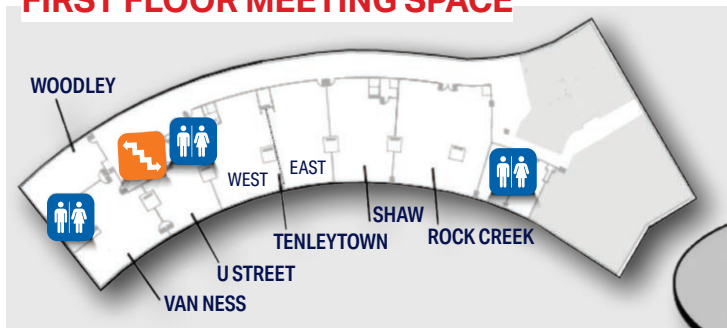 FIRST FLOOR MEETING SPACE
WOODLEY
WEST
EAST
SHAW
TENLEYTOWN
ROCK CREEK
U STREET
VAN NESS